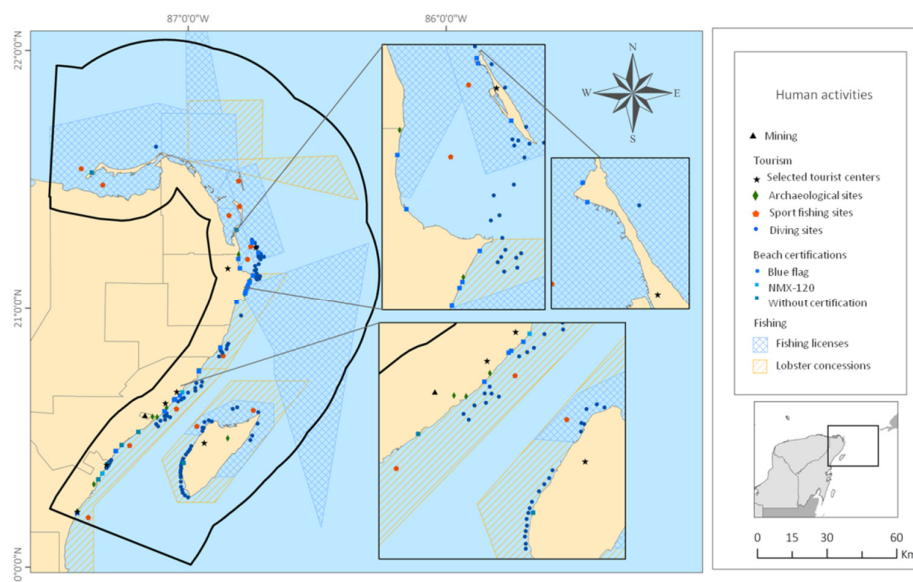 87°0'0"W
86°0'0"W
22°0'0"N
21°0'0"N
0°0'0"N
N
W
E
S
Human activities
Mining
Tourism
Selected tourist centers
Archaeological sites
Sport fishing sites
Diving sites
Beach certifications
Blue flag
NMX-120
Without certification
Fishing
Fishing licenses
Lobster concessions
0 15 30 60
Km